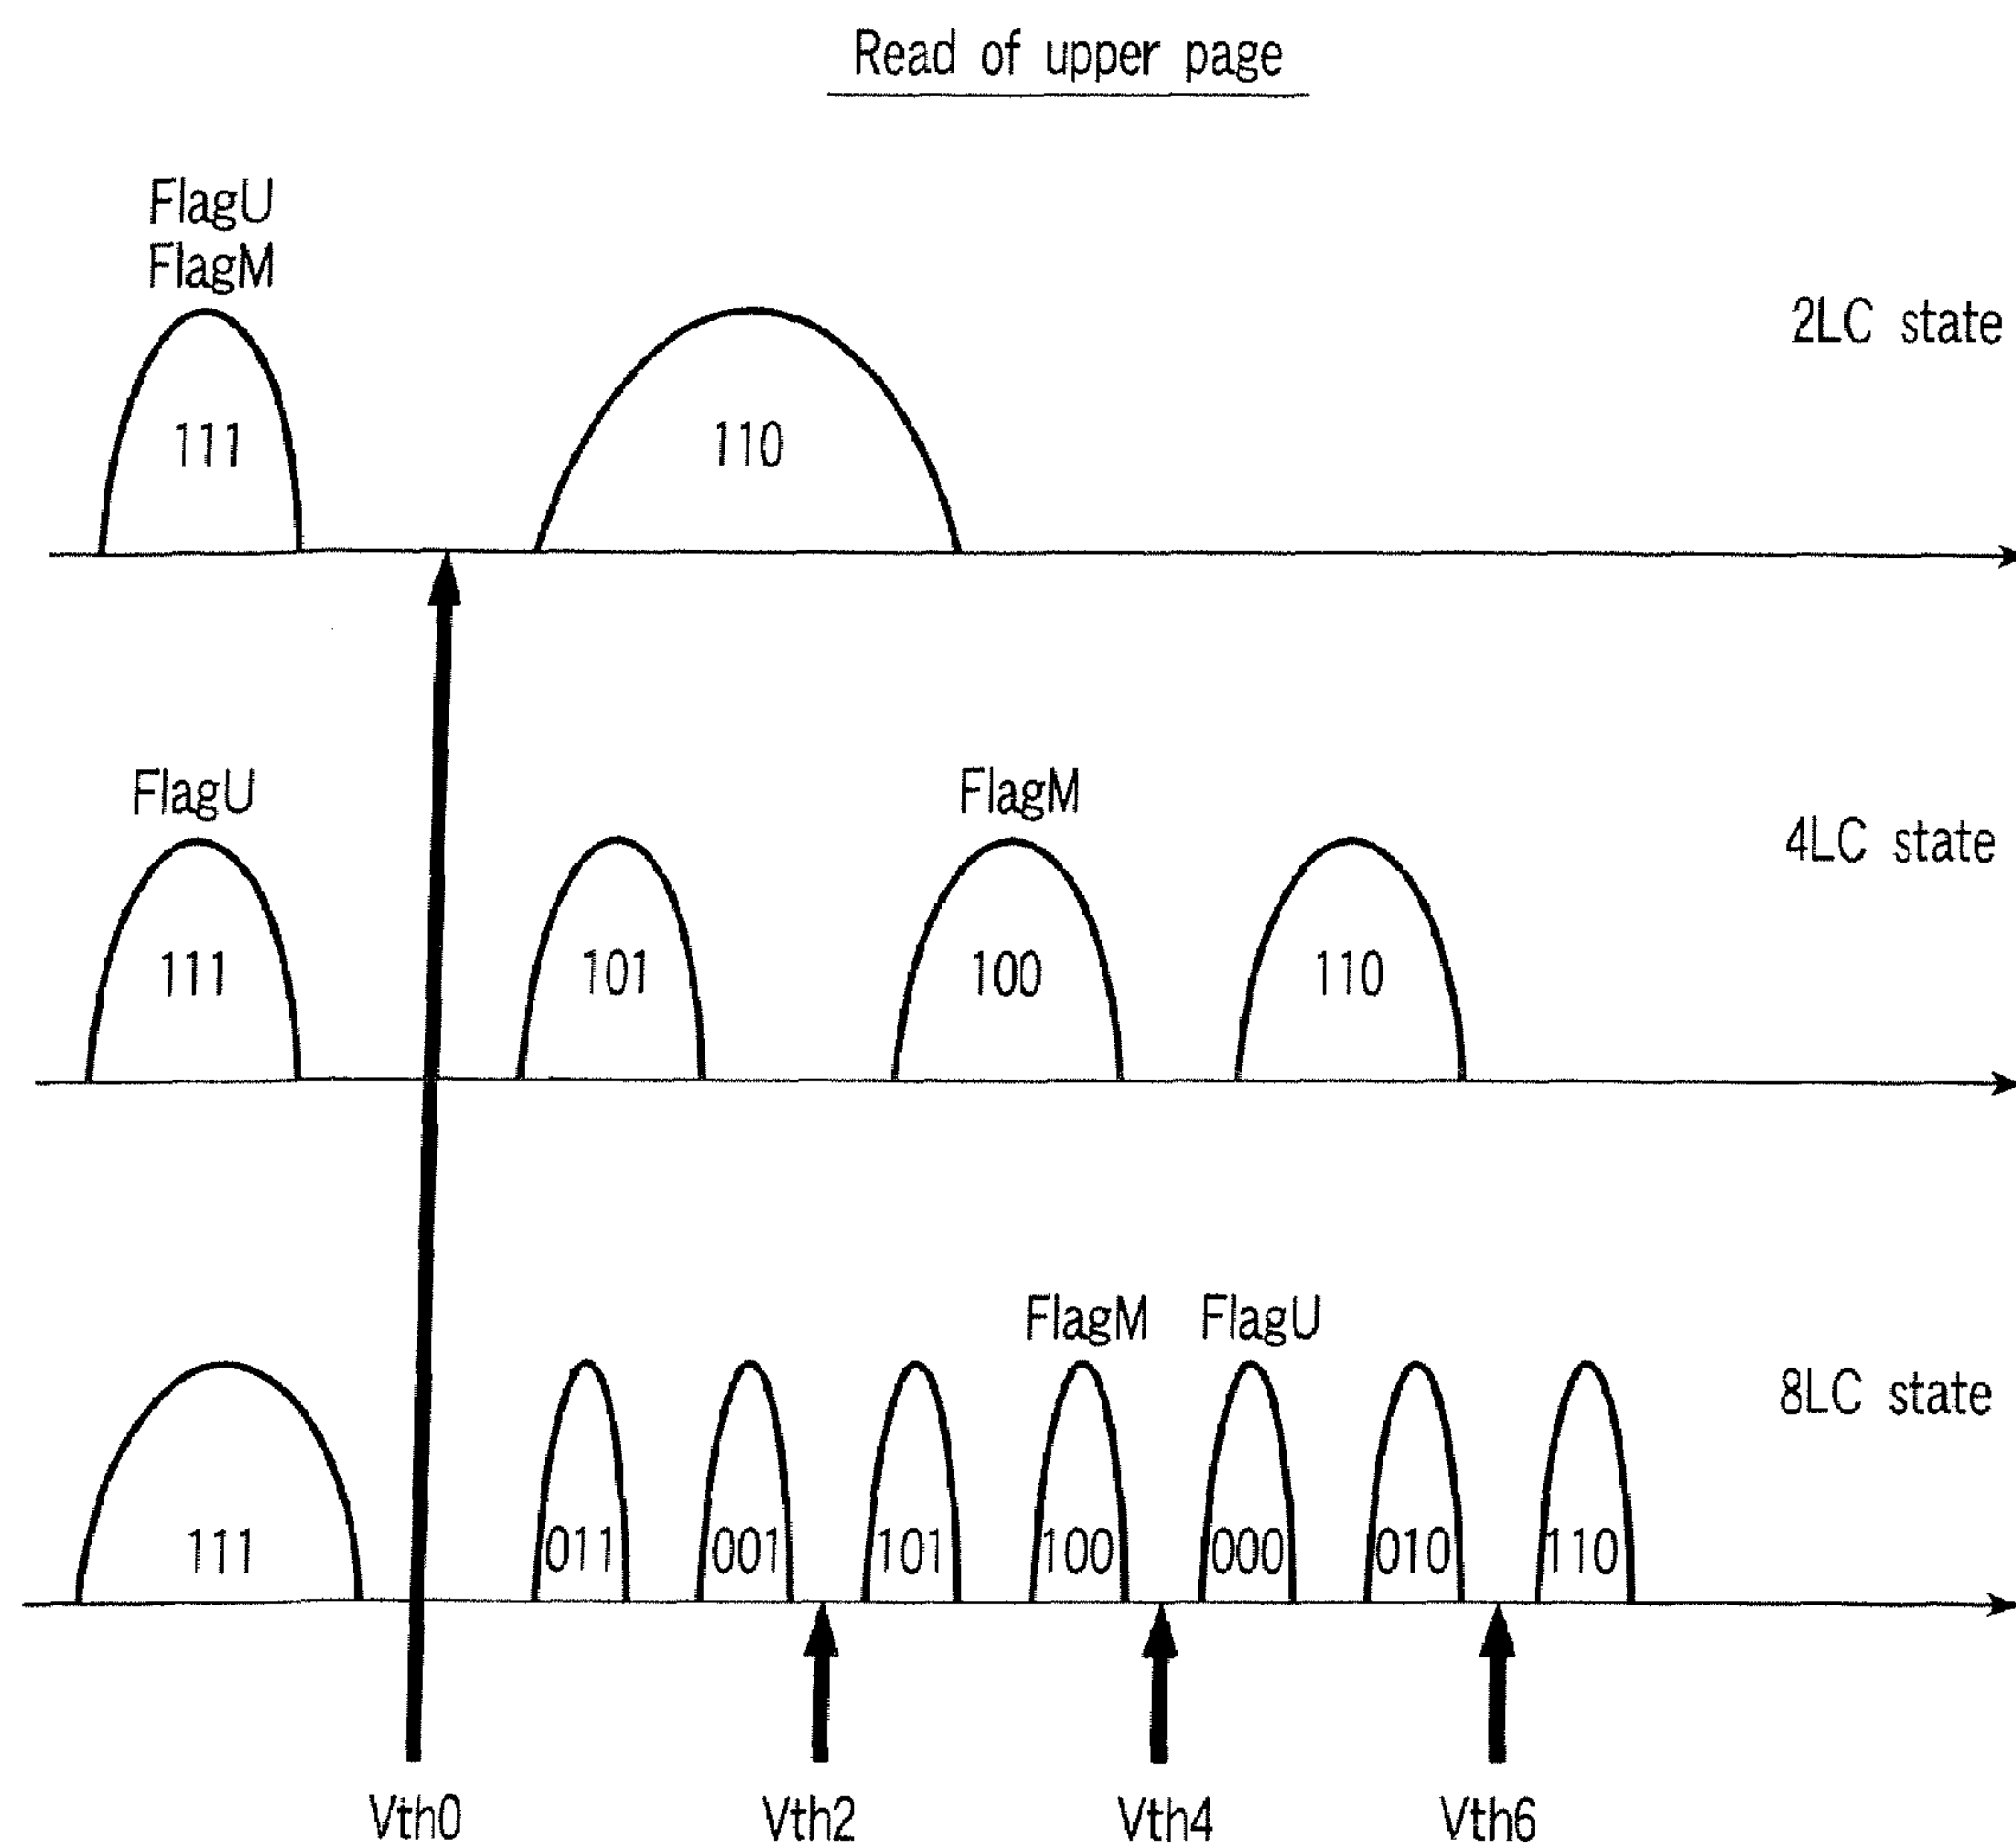 Read of upper page
FlagU
FlagM
2LC state
111 110
FlagU FlagM
4LC state
111 101 100 110
FlagM FlagU
8LC state
111 011 001 101 100 000 010 110
Vth0 Vth2 Vth4 Vth6